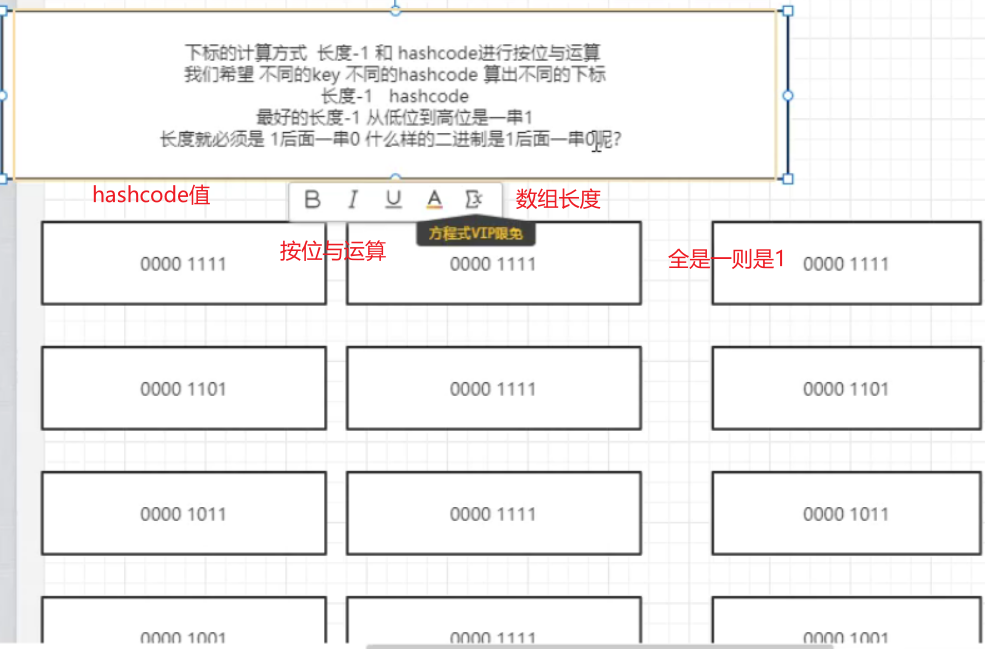 下标的计算方式 长度-1 和 hashcode进行按位与运算
我们希望 不同的key 不同的hashcode 算出不同的下标
长度-1 hashcode
最好的长度-1 从低位到高位是一串1
长度就必须是 1后面一串0 什么样的二进制是1后面一串0呢?
hashcode值
B I U A
数组长度
方程式VIP限免
按位与运算
全是一则是1
0000 1111 0000 1111 0000 1111
0000 1101 0000 1111 0000 1101
0000 1011 0000 1111 0000 1011
0000 1001 0000 1111 0000 1001